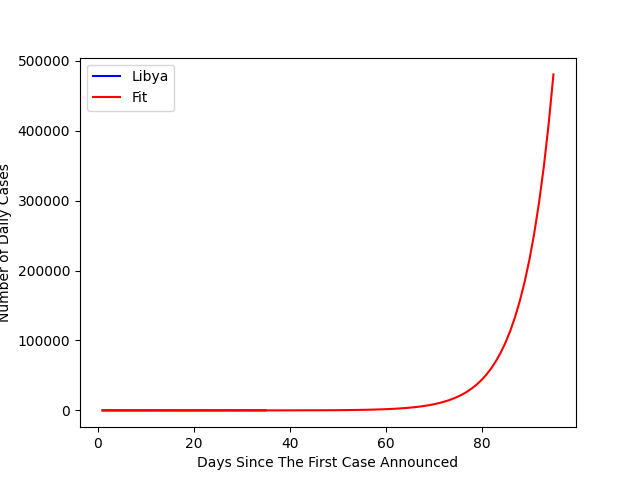 Libya
Fit
500000
400000
300000
200000
100000
0
Number of Daily Cases
0 20 40 60 80
Days Since The First Case Announced